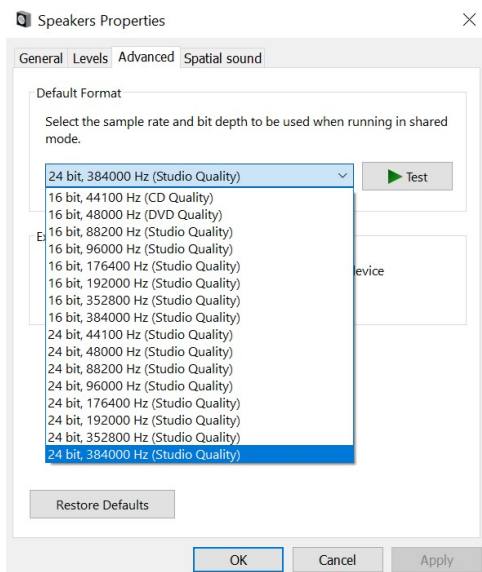 Speakers Properties
General Levels Advanced Spatial sound
Default Format
Select the sample rate and bit depth to be used when running in shared
mode.
24 bit, 384000 Hz (Studio Quality)
Test
16 bit, 44100 Hz (CD Quality)
16 bit, 48000 Hz (DVD Quality)
16 bit, 88200 Hz (Studio Quality)
16 bit, 96000 Hz (Studio Quality)
16 bit, 176400 Hz (Studio Quality)
16 bit, 192000 Hz (Studio Quality)
16 bit, 352800 Hz (Studio Quality)
16 bit, 384000 Hz (Studio Quality)
24 bit, 44100 Hz (Studio Quality)
24 bit, 48000 Hz (Studio Quality)
24 bit, 88200 Hz (Studio Quality)
24 bit, 96000 Hz (Studio Quality)
24 bit, 176400 Hz (Studio Quality)
24 bit, 192000 Hz (Studio Quality)
24 bit, 352800 Hz (Studio Quality)
24 bit, 384000 Hz (Studio Quality)
Restore Defaults
OK Cancel Apply